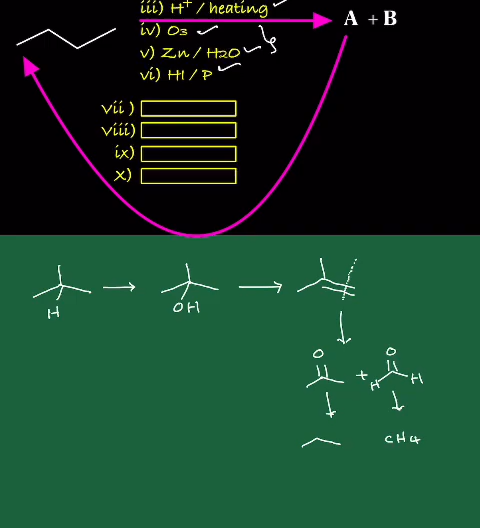 iii) H⁺ / heating
iv) O₃
v) Zn / H₂O
vi) HI / P
A + B
vii )
viii)
ix)
x)
H
OH
O
O
+
H
H
CH4